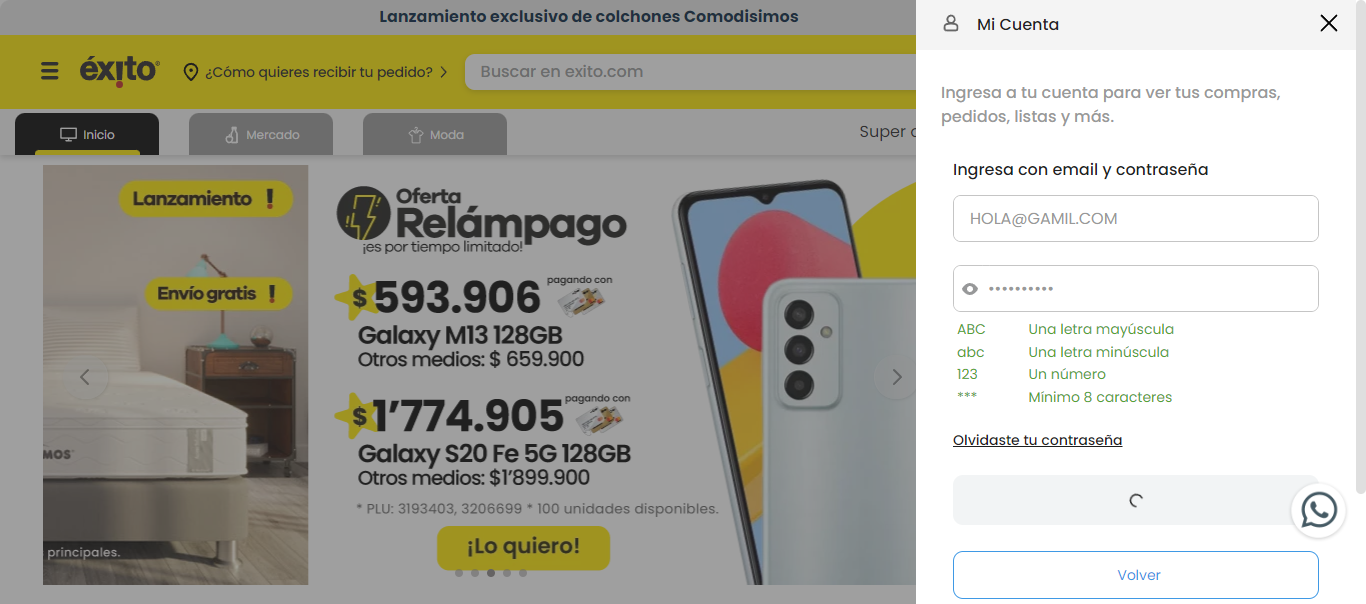 Lanzamiento exclusivo de colchones Comodisimos
éxito
¿Cómo quieres recibir tu pedido?
Buscar en exito.com
Inicio
Mercado
Moda
Super
Lanzamiento !
Envío gratis !
MOS
principales.
Oferta
Relámpago
¡es por tiempo limitado!
$593.906 pagando con
Galaxy M13 128GB
Otros medios: $ 659.900
$1’774.905 pagando con
Galaxy S20 Fe 5G 128GB
Otros medios: $1’899.900
* PLU: 3193403, 3206699 * 100 unidades disponibles.
¡Lo quiero!
Mi Cuenta
Ingresa a tu cuenta para ver tus compras,
pedidos, listas y más.
Ingresa con email y contraseña
HOLA@GAMIL.COM
••••••••••
ABC Una letra mayúscula
abc Una letra minúscula
123 Un número
*** Mínimo 8 caracteres
Olvidaste tu contraseña
Volver